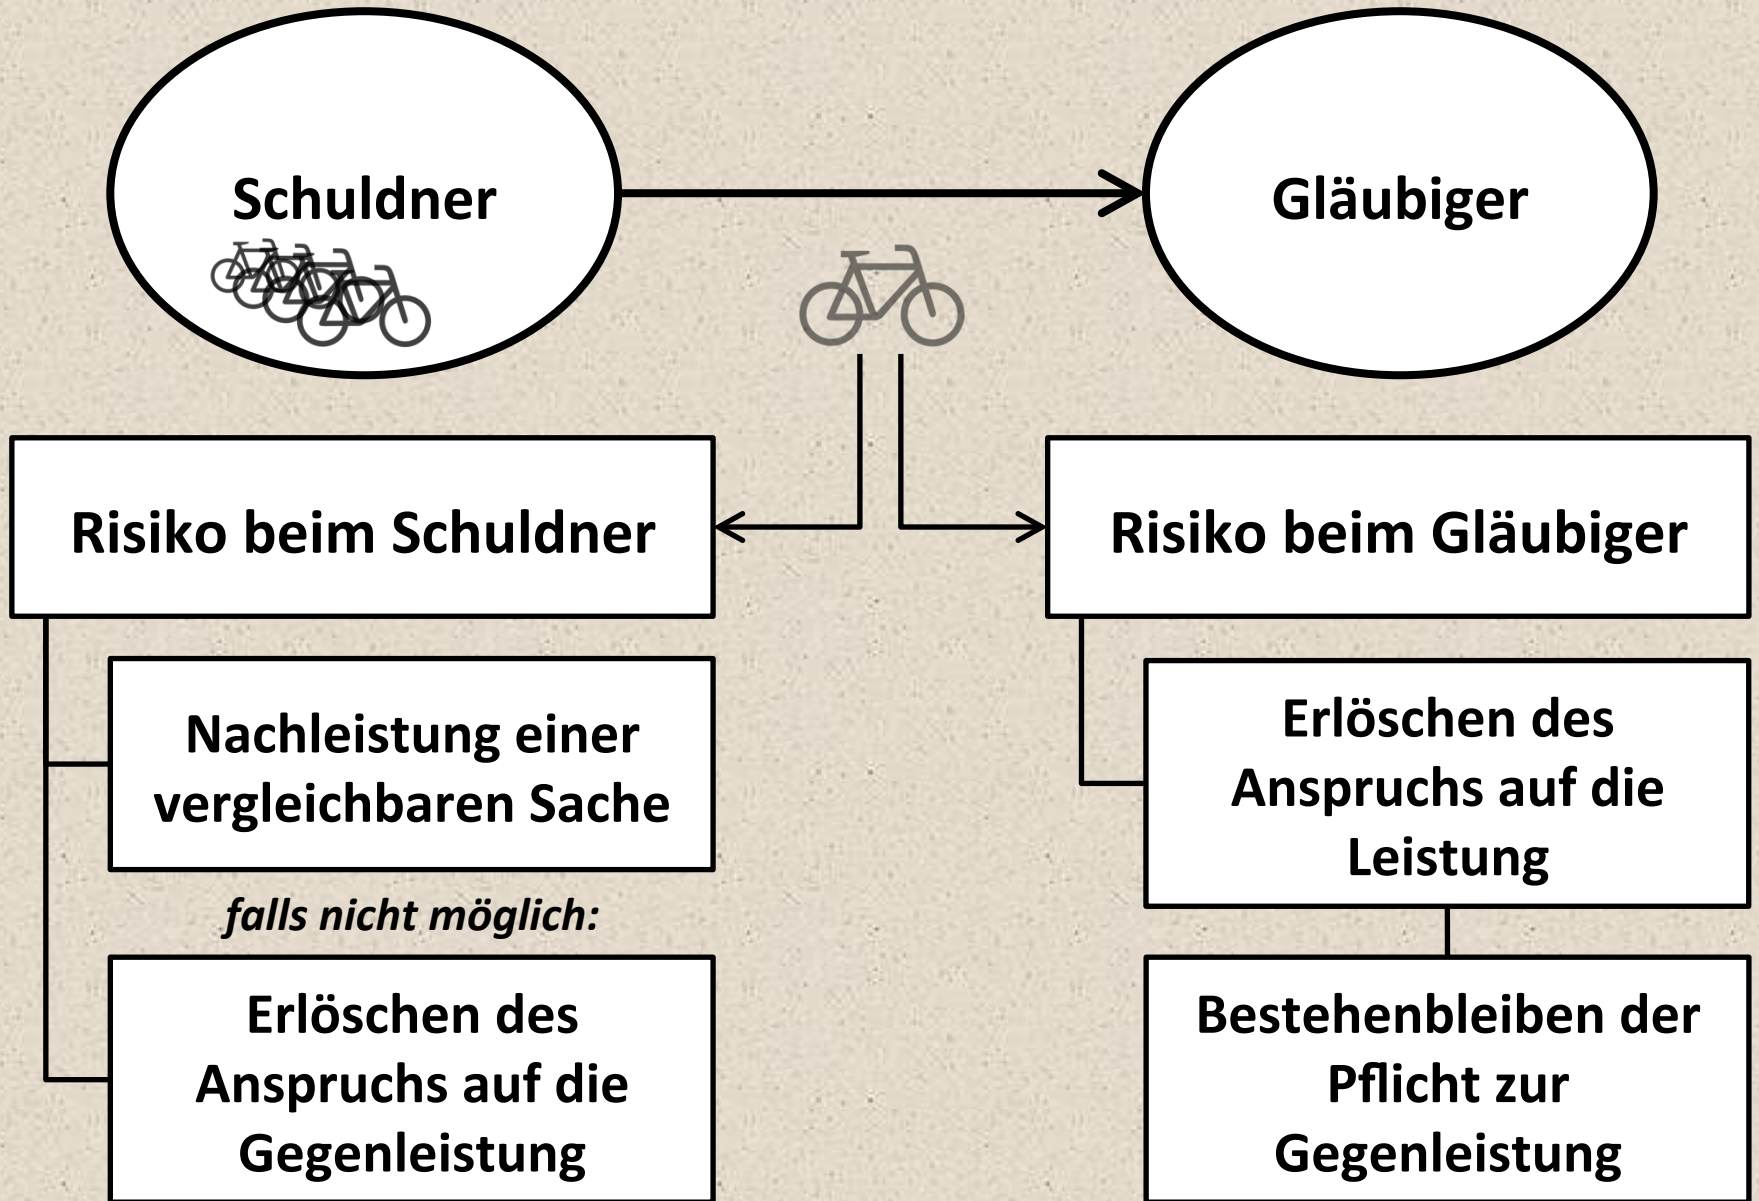 Schuldner
Gläubiger
Risiko beim Schuldner
Risiko beim Gläubiger
Nachleistung einer
vergleichbaren Sache
falls nicht möglich:
Erlöschen des
Anspruchs auf die
Gegenleistung
Erlöschen des
Anspruchs auf die
Leistung
Bestehenbleiben der
Pflicht zur
Gegenleistung